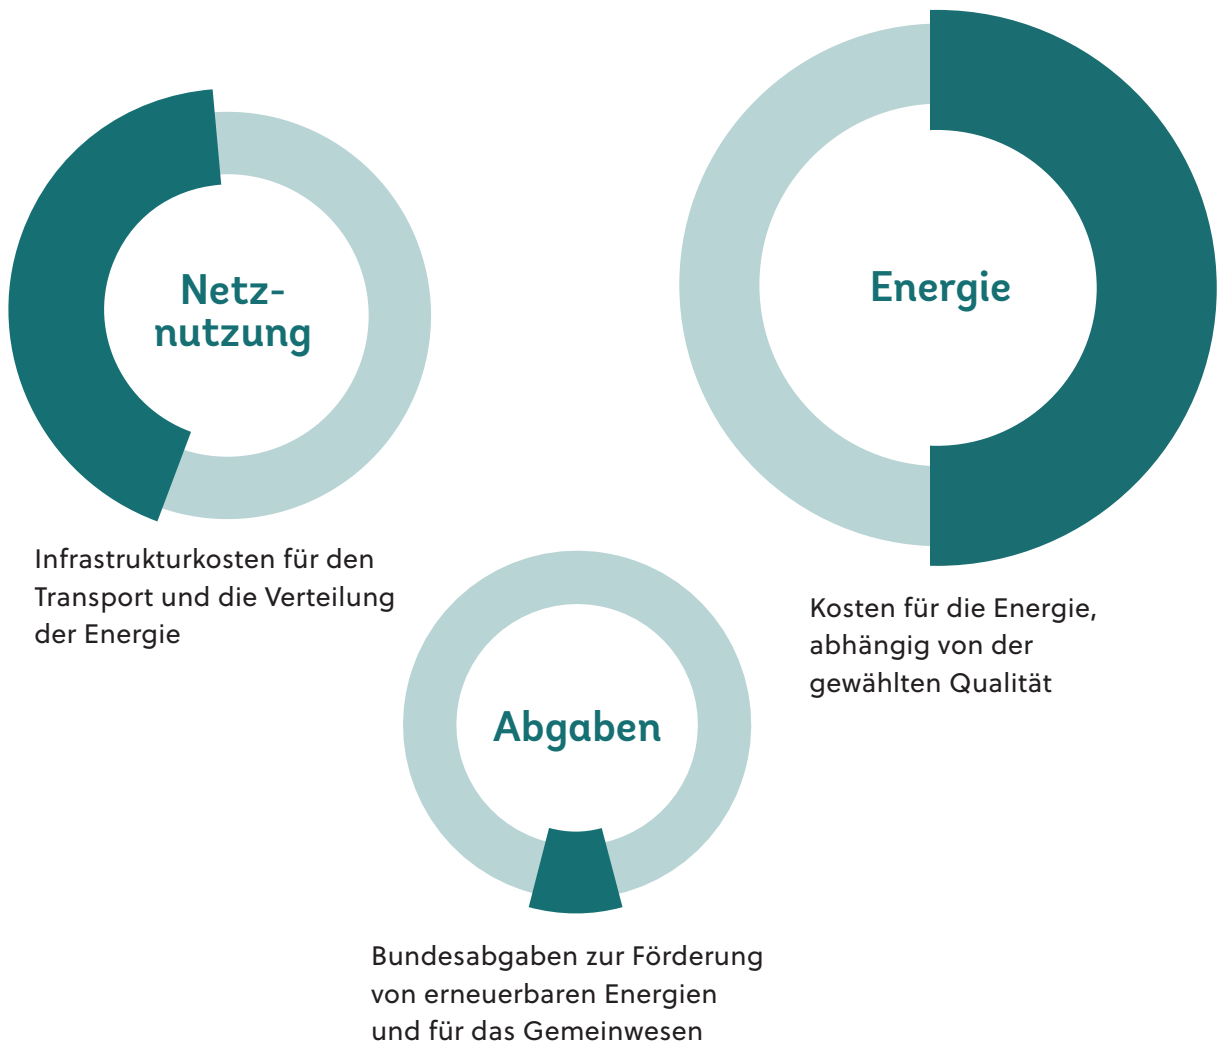 Netz-
nutzung
Infrastrukturkosten für den
Transport und die Verteilung
der Energie
Energie
Kosten für die Energie,
abhängig von der
gewählten Qualität
Abgaben
Bundesabgaben zur Förderung
von erneuerbaren Energien
und für das Gemeinwesen